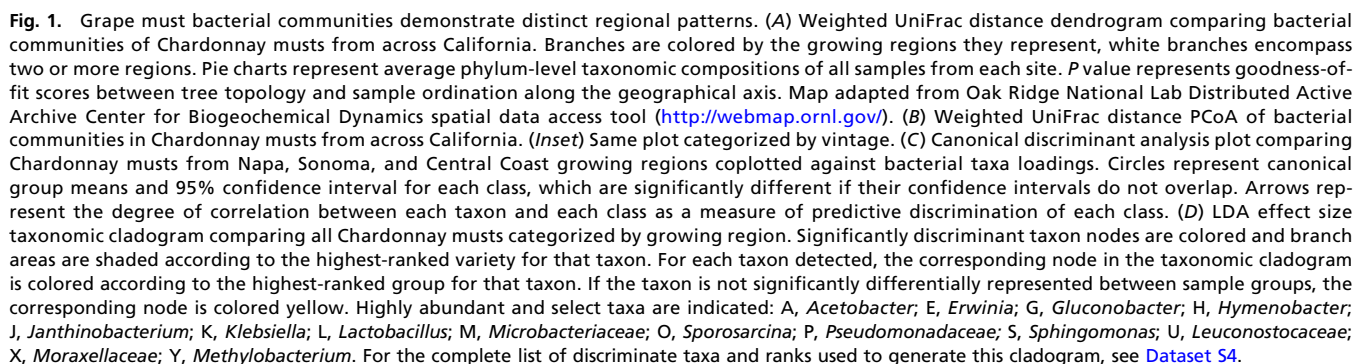 Fig. 1. Grape must bacterial communities demonstrate distinct regional patterns. (A) Weighted UniFrac distance dendrogram comparing bacterial
communities of Chardonnay musts from across California. Branches are colored by the growing regions they represent, white branches encompass
two or more regions. Pie charts represent average phylum-level taxonomic compositions of all samples from each site. P value represents goodness-of-
fit scores between tree topology and sample ordination along the geographical axis. Map adapted from Oak Ridge National Lab Distributed Active
Archive Center for Biogeochemical Dynamics spatial data access tool (http://webmap.ornl.gov/). (B) Weighted UniFrac distance PCoA of bacterial
communities in Chardonnay musts from across California. (Inset) Same plot categorized by vintage. (C) Canonical discriminant analysis plot comparing
Chardonnay musts from Napa, Sonoma, and Central Coast growing regions coplotted against bacterial taxa loadings. Circles represent canonical
group means and 95% confidence interval for each class, which are significantly different if their confidence intervals do not overlap. Arrows rep-
resent the degree of correlation between each taxon and each class as a measure of predictive discrimination of each class. (D) LDA effect size
taxonomic cladogram comparing all Chardonnay musts categorized by growing region. Significantly discriminant taxon nodes are colored and branch
areas are shaded according to the highest-ranked variety for that taxon. For each taxon detected, the corresponding node in the taxonomic cladogram
is colored according to the highest-ranked group for that taxon. If the taxon is not significantly differentially represented between sample groups, the
corresponding node is colored yellow. Highly abundant and select taxa are indicated: A, Acetobacter; E, Erwinia; G, Gluconobacter; H, Hymenobacter;
J, Janthinobacterium; K, Klebsiella; L, Lactobacillus; M, Microbacteriaceae; O, Sporosarcina; P, Pseudomonadaceae; S, Sphingomonas; U, Leuconostocaceae;
X, Moraxellaceae; Y, Methylobacterium. For the complete list of discriminate taxa and ranks used to generate this cladogram, see Dataset S4.